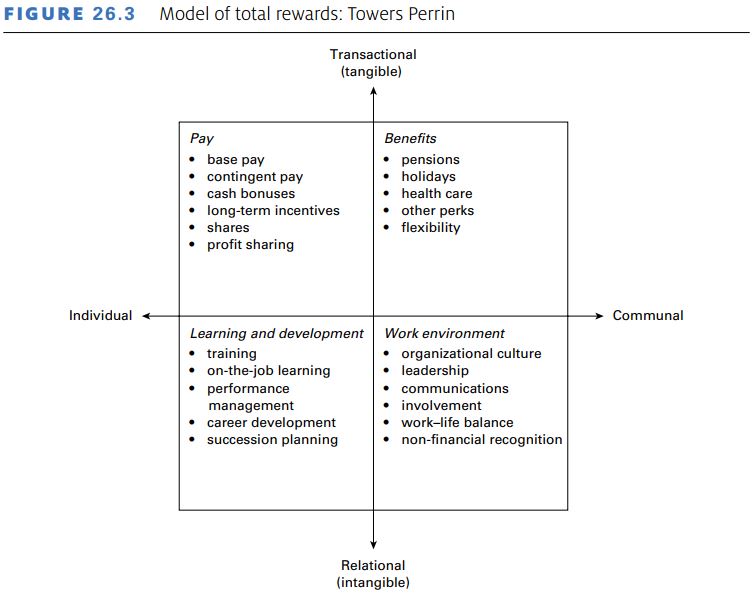 FIGURE 26.3 Model of total rewards: Towers Perrin
Transactional
(tangible)
Pay
• base pay
• contingent pay
• cash bonuses
• long-term incentives
• shares
• profit sharing
Benefits
• pensions
• holidays
• health care
• other perks
• flexibility
Individual
Communal
Learning and development
• training
• on-the-job learning
• performance
management
• career development
• succession planning
Work environment
• organizational culture
• leadership
• communications
• involvement
• work–life balance
• non-financial recognition
Relational
(intangible)